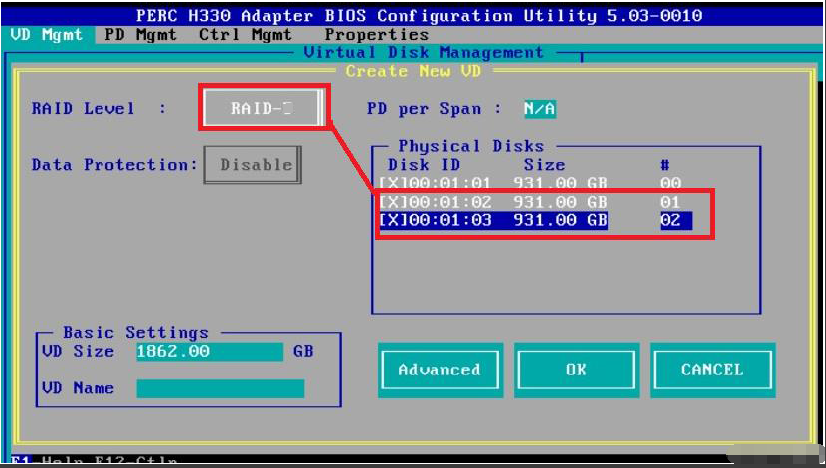 PERC H330 Adapter BIOS Configuration Utility 5.03-0010
VD Mgmt PD Mgmt Ctrl Mgmt Properties
Virtual Disk Management
Create New VD
RAID Level : RAID- PD per Span : N/A
Data Protection: Disable
Physical Disks
Disk ID Size #
[X]00:01:01 931.00 GB 00
[X]00:01:02 931.00 GB 01
[X]00:01:03 931.00 GB 02
Basic Settings
VD Size 1862.00 GB
VD Name
Advanced OK CANCEL
F1-Help F12-Ctlr